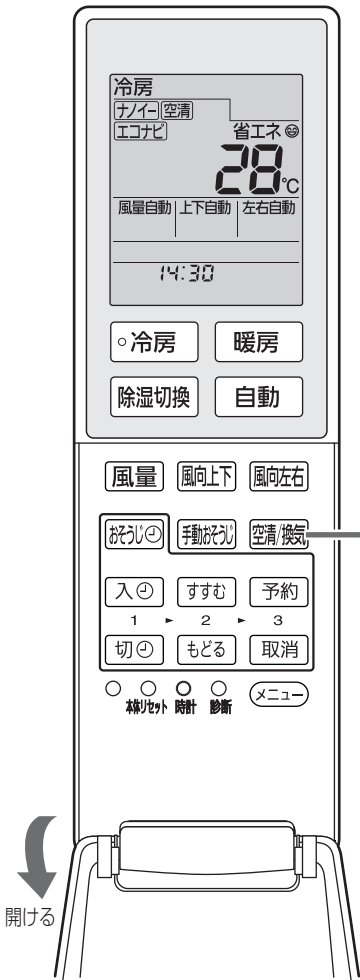 冷房
ナノイー 空清
エコナビ 省エネ
28℃
風量自動 上下自動 左右自動
14:30
冷房 暖房
除湿切換 自動
風量 風向上下 風向左右
おそうじ 手動おそうじ 空清/換気
入 すすむ 予約
1 ▸ 2 ▸ 3
切 もどる 取消
本体リセット 時計 診断 メニュー
開ける